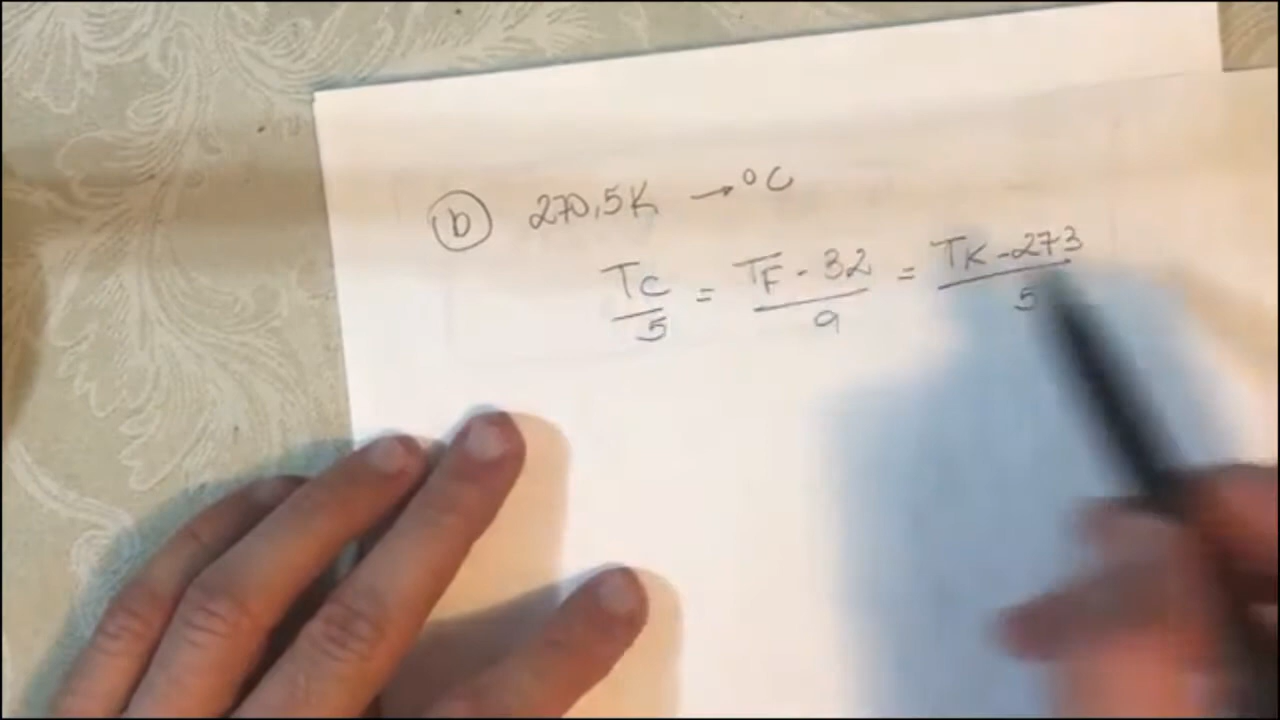 b 270,5K → °C
TC/5 = TF - 32/9 = TK - 273/5